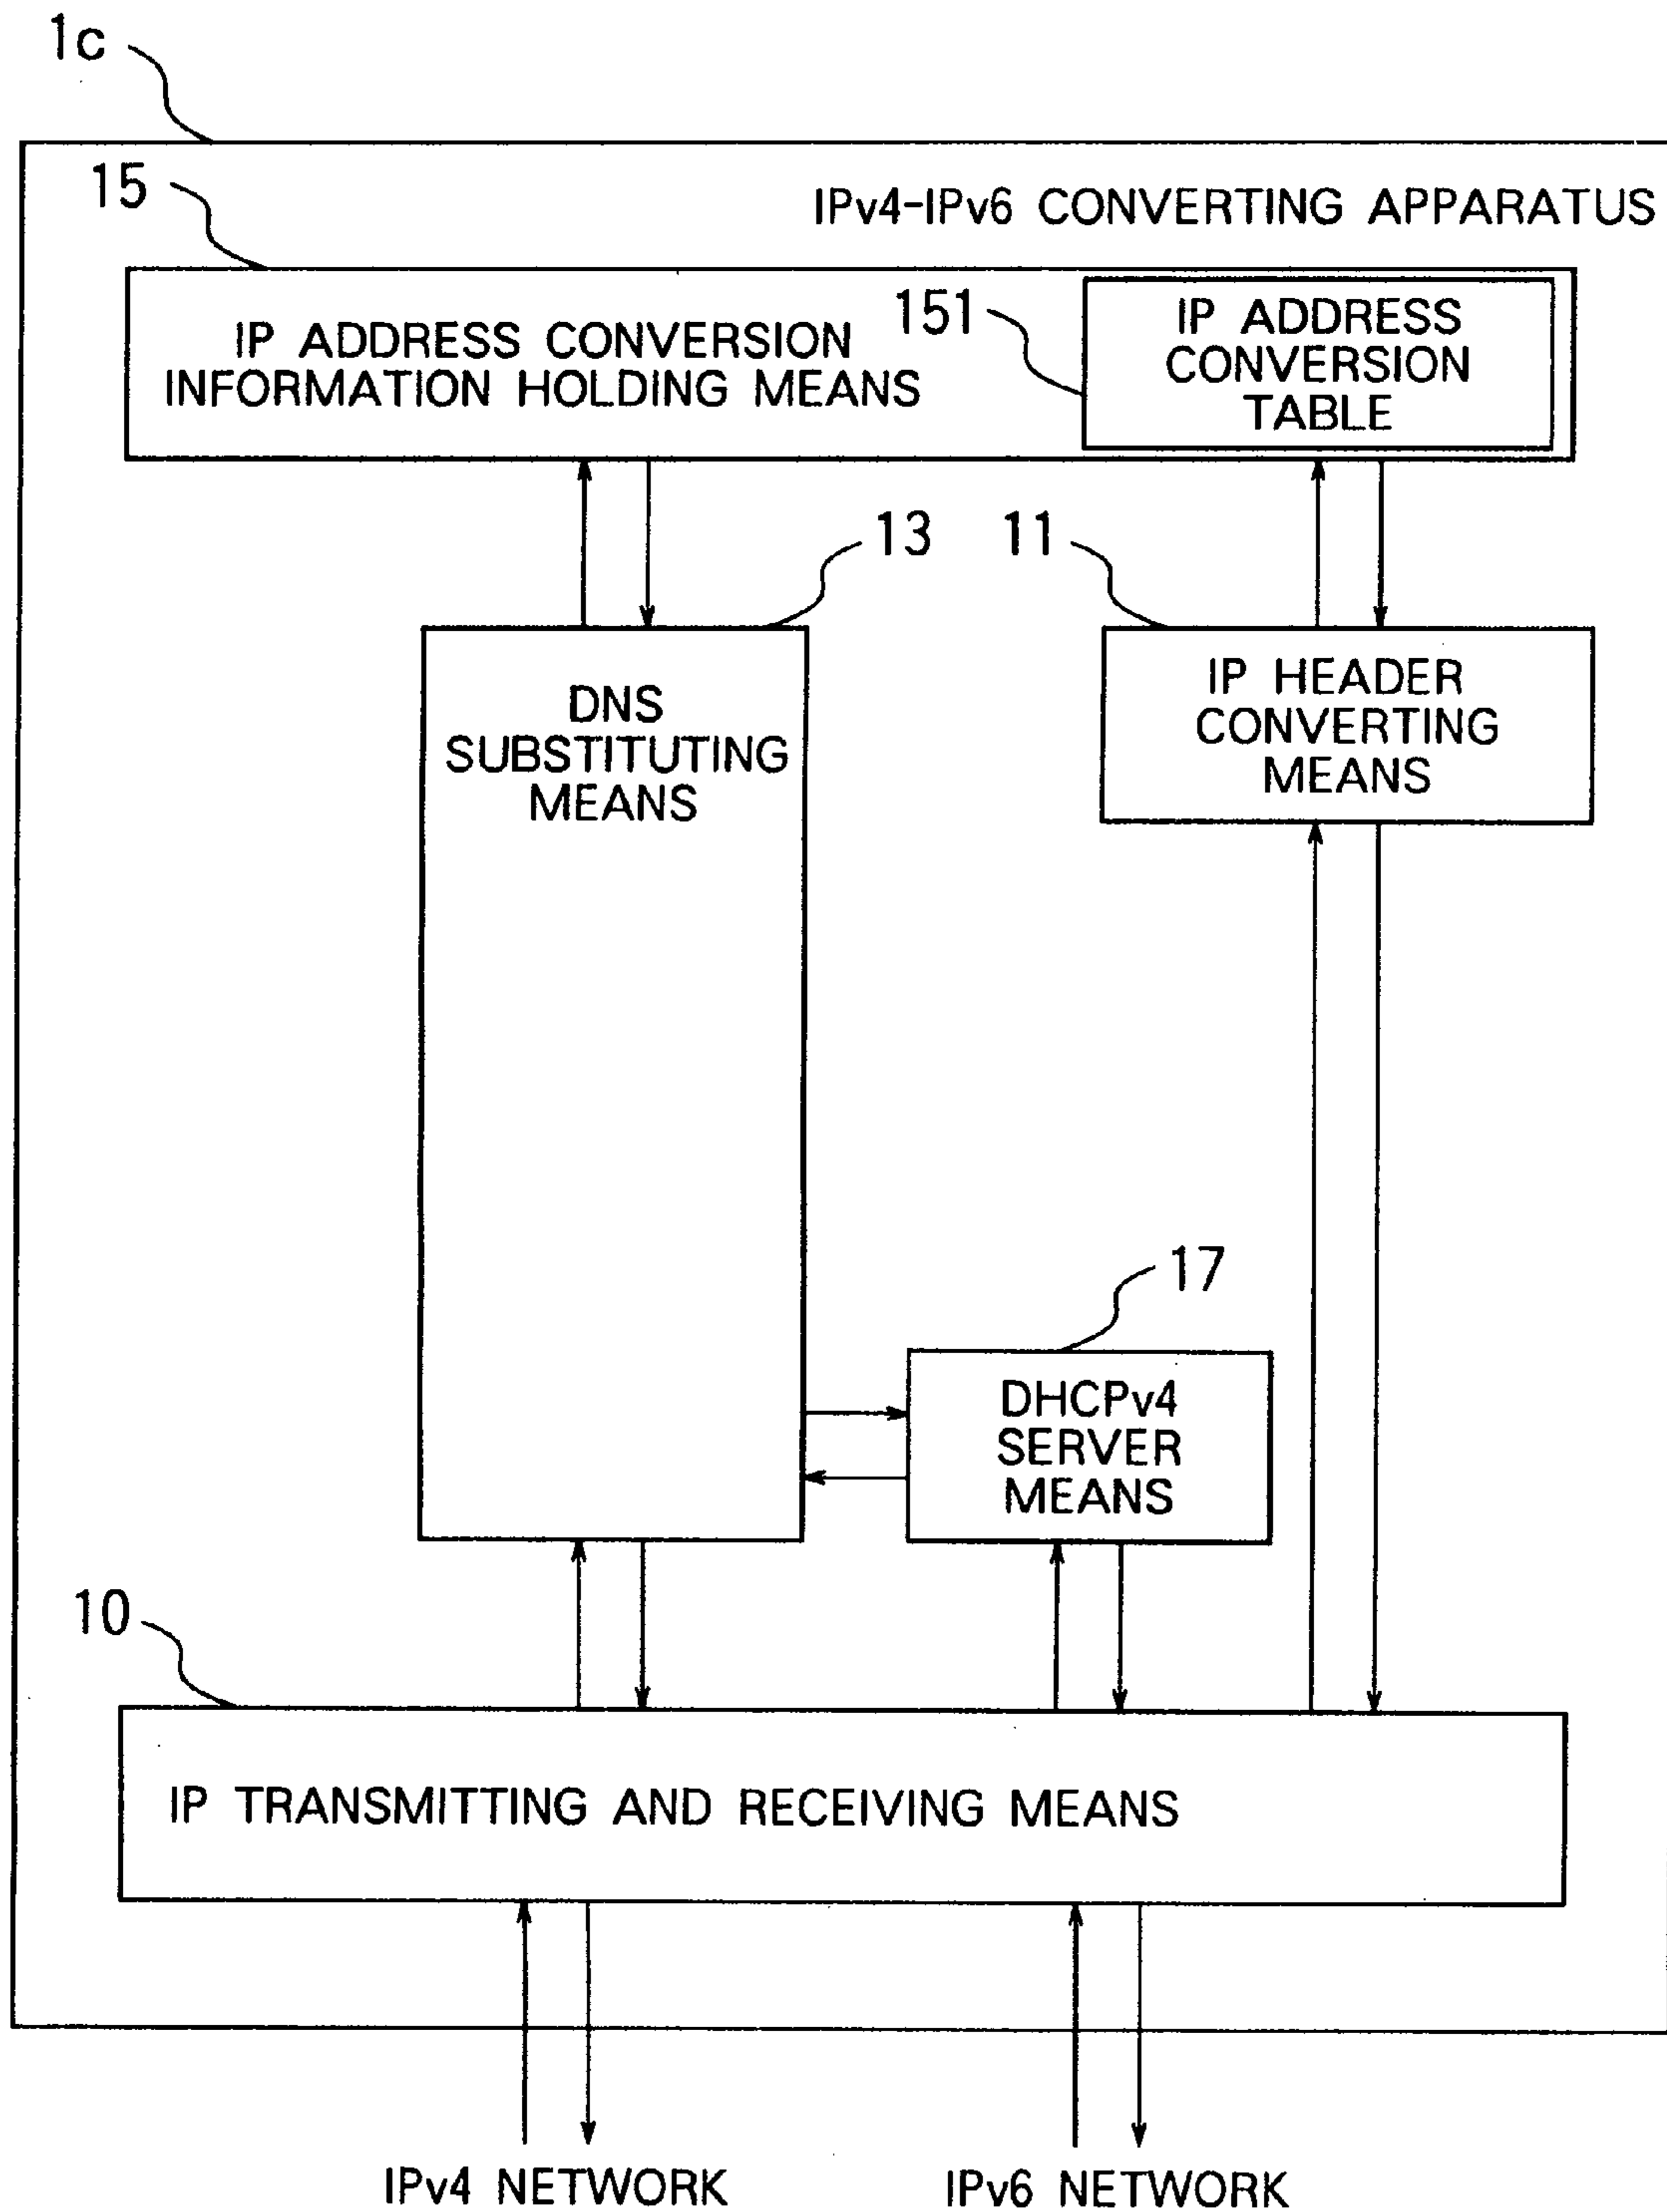 1c
15
IPv4-IPv6 CONVERTING APPARATUS
IP ADDRESS CONVERSION
INFORMATION HOLDING MEANS
151
IP ADDRESS
CONVERSION
TABLE
13
11
DNS
SUBSTITUTING
MEANS
IP HEADER
CONVERTING
MEANS
17
DHCPv4
SERVER
MEANS
10
IP TRANSMITTING AND RECEIVING MEANS
IPv4 NETWORK
IPv6 NETWORK